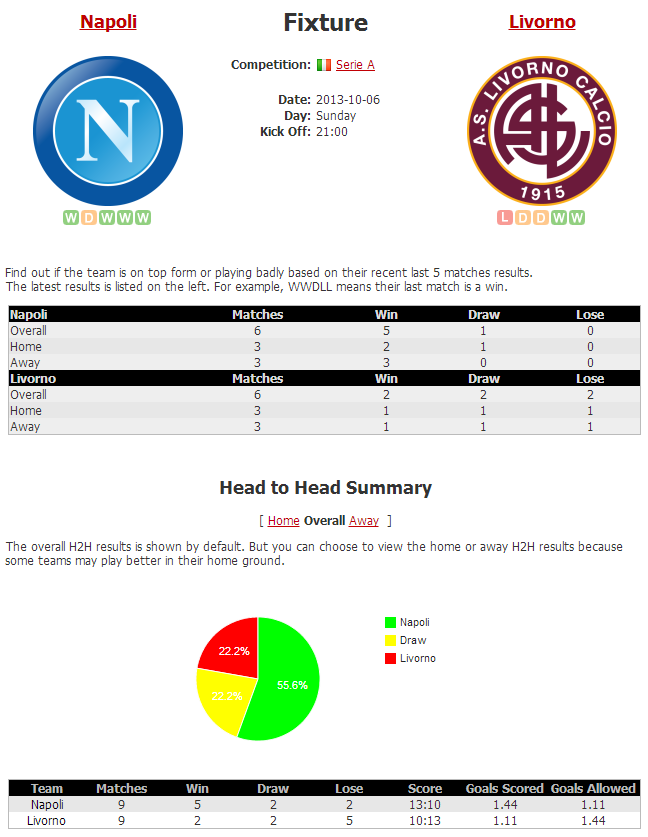 Napoli
Fixture
Livorno
Competition: Serie A
N
A.S. LIVORNO CALCIO
1915
Date: 2013-10-06
Day: Sunday
Kick Off: 21:00
W D W W W
L D D W W
Find out if the team is on top form or playing badly based on their recent last 5 matches results.
The latest results is listed on the left. For example, WWDLL means their last match is a win.
Napoli Matches Win Draw Lose
Overall 6 5 1 0
Home 3 2 1 0
Away 3 3 0 0
Livorno Matches Win Draw Lose
Overall 6 2 2 2
Home 3 1 1 1
Away 3 1 1 1
Head to Head Summary
[ Home Overall Away ]
The overall H2H results is shown by default. But you can choose to view the home or away H2H results because
some teams may play better in their home ground.
Napoli
Draw
Livorno
22.2%
55.6%
22.2%
Team Matches Win Draw Lose Score Goals Scored Goals Allowed
Napoli 9 5 2 2 13:10 1.44 1.11
Livorno 9 2 2 5 10:13 1.11 1.44